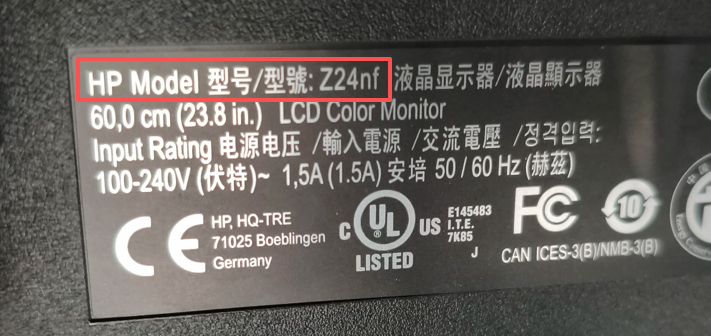 HP Model 型号/型號: Z24nf 液晶显示器/液晶顯示器
60,0 cm (23.8 in.) LCD Color Monitor
Input Rating 电源电压 /輸入電源 /交流電壓 /정격입력:
100-240V (伏特)~ 1,5A (1.5A) 安培 50 / 60 Hz (赫兹)
CE
HP, HQ-TRE
71025 Boeblingen
Germany
C UL US
®
LISTED
E145483
I.T.E.
7K85
J
FC
10
CAN ICES-3(B)/NMB-3(B)